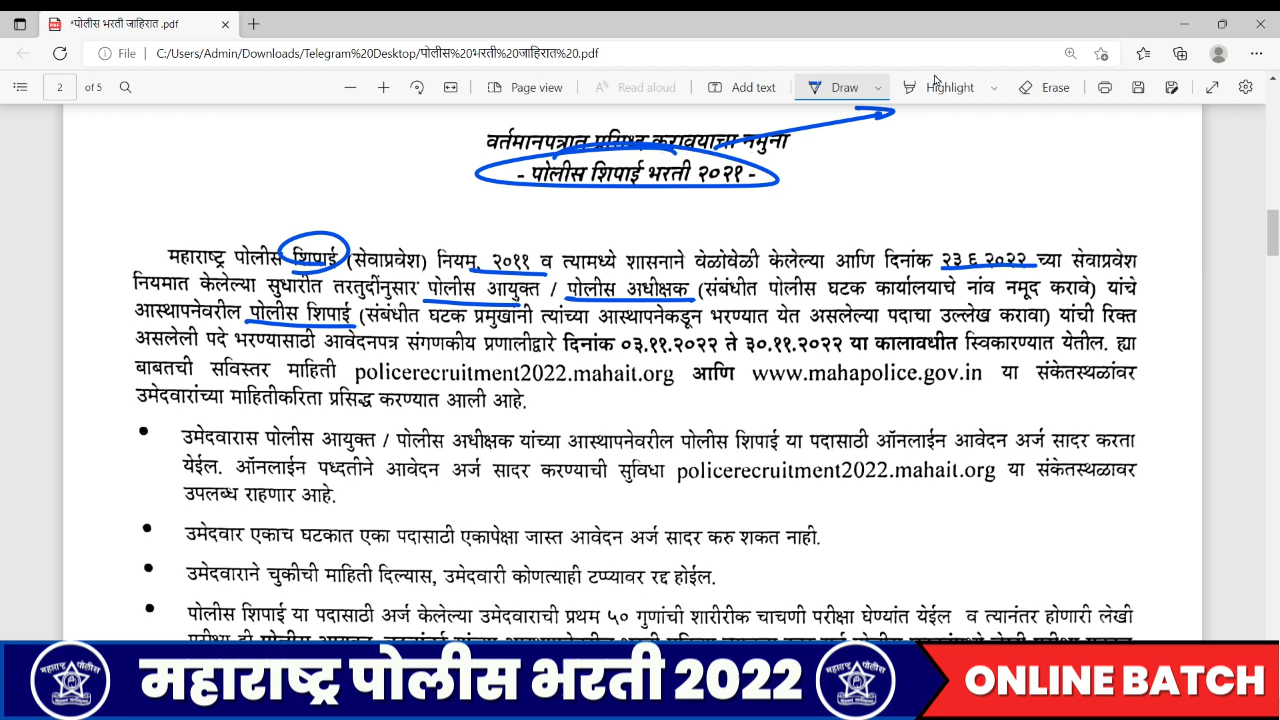 *पोलीस भरती जाहिरात .pdf
File C:/Users/Admin/Downloads/Telegram%20Desktop/पोलीस%20भरती%20जाहिरात%20.pdf
2 of 5 Page view Read aloud Add text Draw Highlight Erase
वर्तमानपत्रात प्रसिध्द करावयाचा नमुना
- पोलीस शिपाई भरती २०२१ -
महाराष्ट्र पोलीस शिपाई (सेवाप्रवेश) नियम, २०११ व त्यामध्ये शासनाने वेळोवेळी केलेल्या आणि दिनांक २३ ६ २०२२ च्या सेवाप्रवेश
नियमात केलेल्या सुधारीत तरतुदींनुसार पोलीस आयुक्त / पोलीस अधीक्षक (संबंधीत पोलीस घटक कार्यालयाचे नांव नमूद करावे) यांचे
आस्थापनेवरील पोलीस शिपाई (संबंधीत घटक प्रमुखांनी त्यांच्या आस्थापनेकडून भरण्यात येत असलेल्या पदाचा उल्लेख करावा) यांची रिक्त
असलेली पदे भरण्यासाठी आवेदनपत्र संगणकीय प्रणालीद्वारे दिनांक ०३.११.२०२२ ते ३०.११.२०२२ या कालावधीत स्विकारण्यात येतील. ह्या
बाबतची सविस्तर माहिती policerecruitment2022.mahait.org आणि www.mahapolice.gov.in या संकेतस्थळांवर
उमेदवारांच्या माहितीकरिता प्रसिद्ध करण्यात आली आहे.
• उमेदवारास पोलीस आयुक्त / पोलीस अधीक्षक यांच्या आस्थापनेवरील पोलीस शिपाई या पदासाठी ऑनलाईन आवेदन अर्ज सादर करता
येईल. ऑनलाईन पध्दतीने आवेदन अर्ज सादर करण्याची सुविधा policerecruitment2022.mahait.org या संकेतस्थळावर
उपलब्ध राहणार आहे.
• उमेदवार एकाच घटकात एका पदासाठी एकापेक्षा जास्त आवेदन अर्ज सादर करु शकत नाही.
• उमेदवाराने चुकीची माहिती दिल्यास, उमेदवारी कोणत्याही टप्प्यावर रद्द होईल.
• पोलीस शिपाई या पदासाठी अर्ज केलेल्या उमेदवाराची प्रथम ५० गुणांची शारीरीक चाचणी परीक्षा घेण्यांत येईल व त्यानंतर होणारी लेखी
महाराष्ट्र पोलीस भरती 2022
ONLINE BATCH